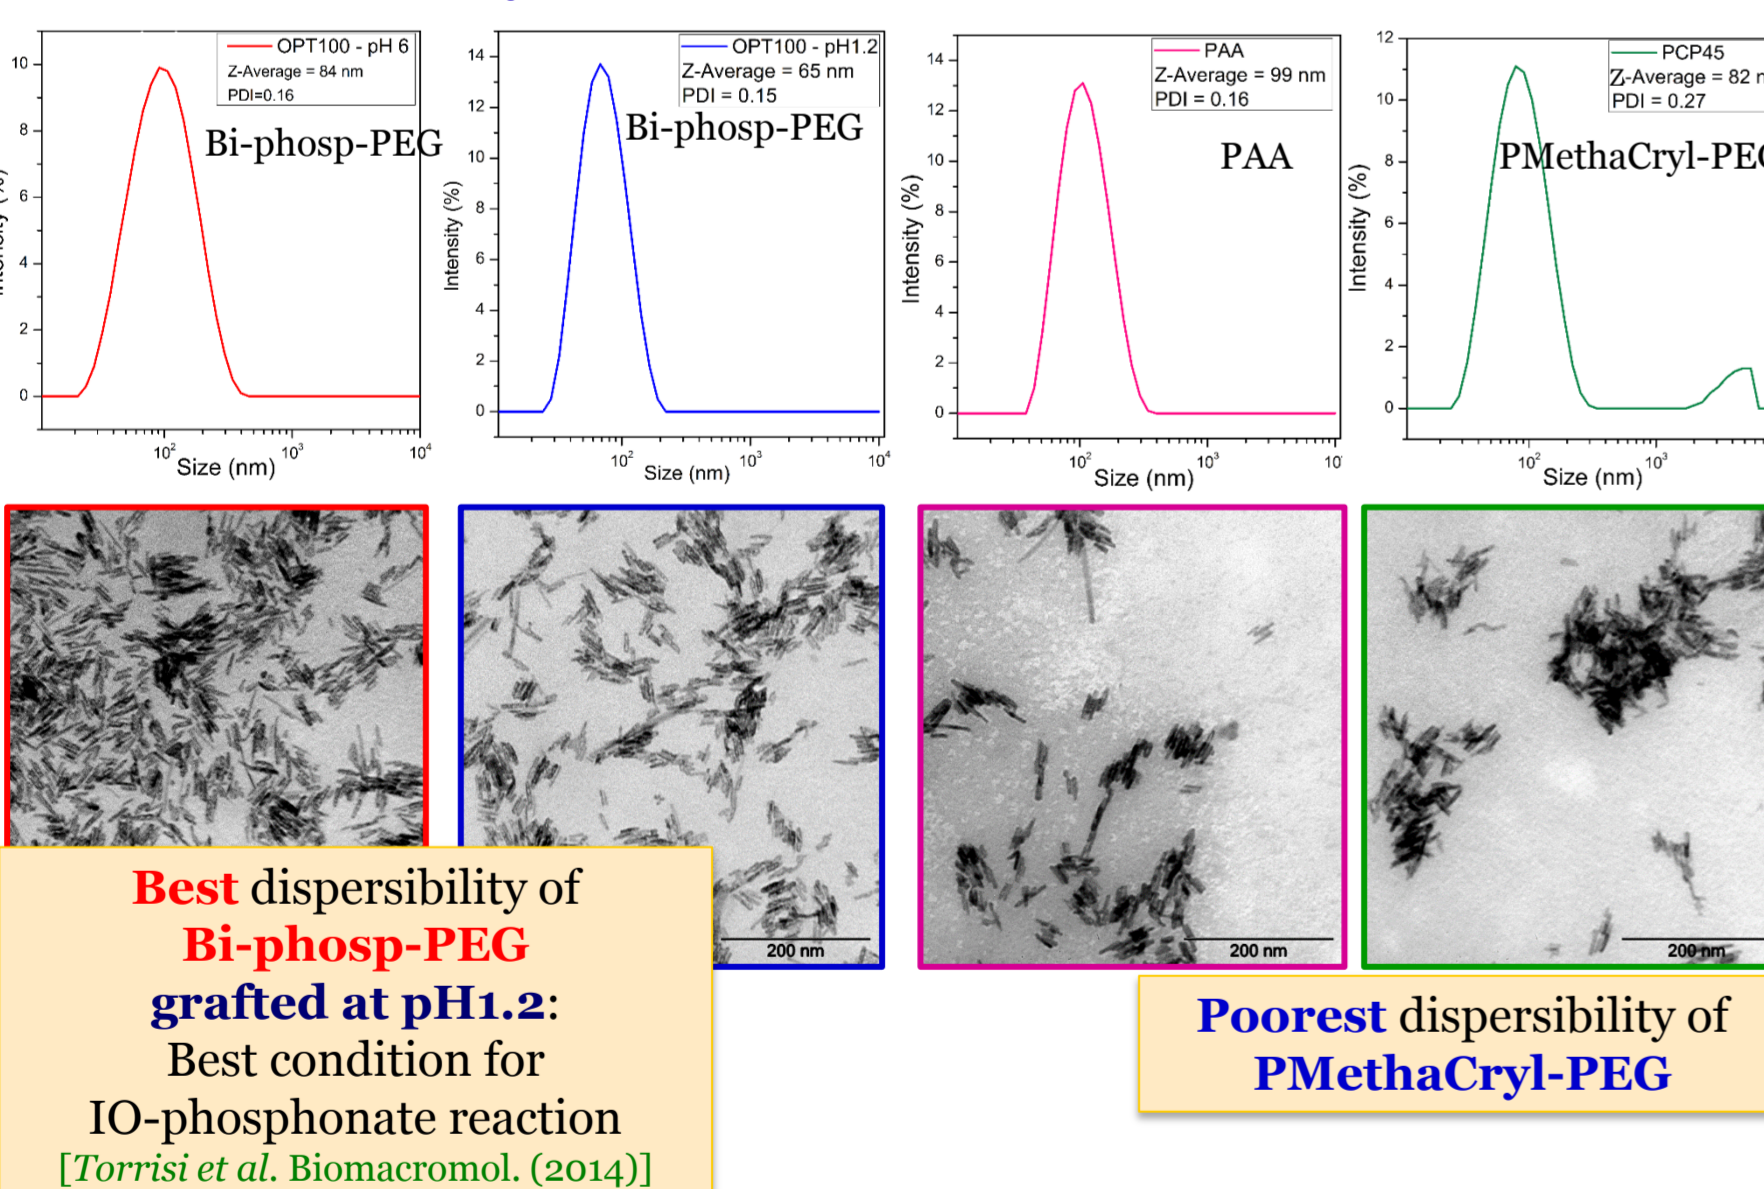 OPT100 - pH 6
Z-Average = 84 nm
PDI=0.16
Bi-phosp-PEG
10
8
6
4
2
0
10² 10³ 10⁴
Size (nm)
OPT100 - pH1.2
Z-Average = 65 nm
PDI = 0.15
Bi-phosp-PEG
Intensity (%)
14
12
10
8
6
4
2
0
10² 10³ 10⁴
Size (nm)
PAA
Z-Average = 99 nm
PDI = 0.16
PAA
Intensity (%)
14
12
10
8
6
4
2
0
10² 10³ 10
Size (nm)
PCP45
Z-Average = 82 n
PDI = 0.27
PMethaCryl-PEG
Intensity (%)
12
10
8
6
4
2
0
10² 10³
Size (nm)
200 nm
200 nm
200 nm
Best dispersibility of
Bi-phosp-PEG
grafted at pH1.2:
Best condition for
IO-phosphonate reaction
[Torrisi et al. Biomacromol. (2014)]
Poorest dispersibility of
PMethaCryl-PEG